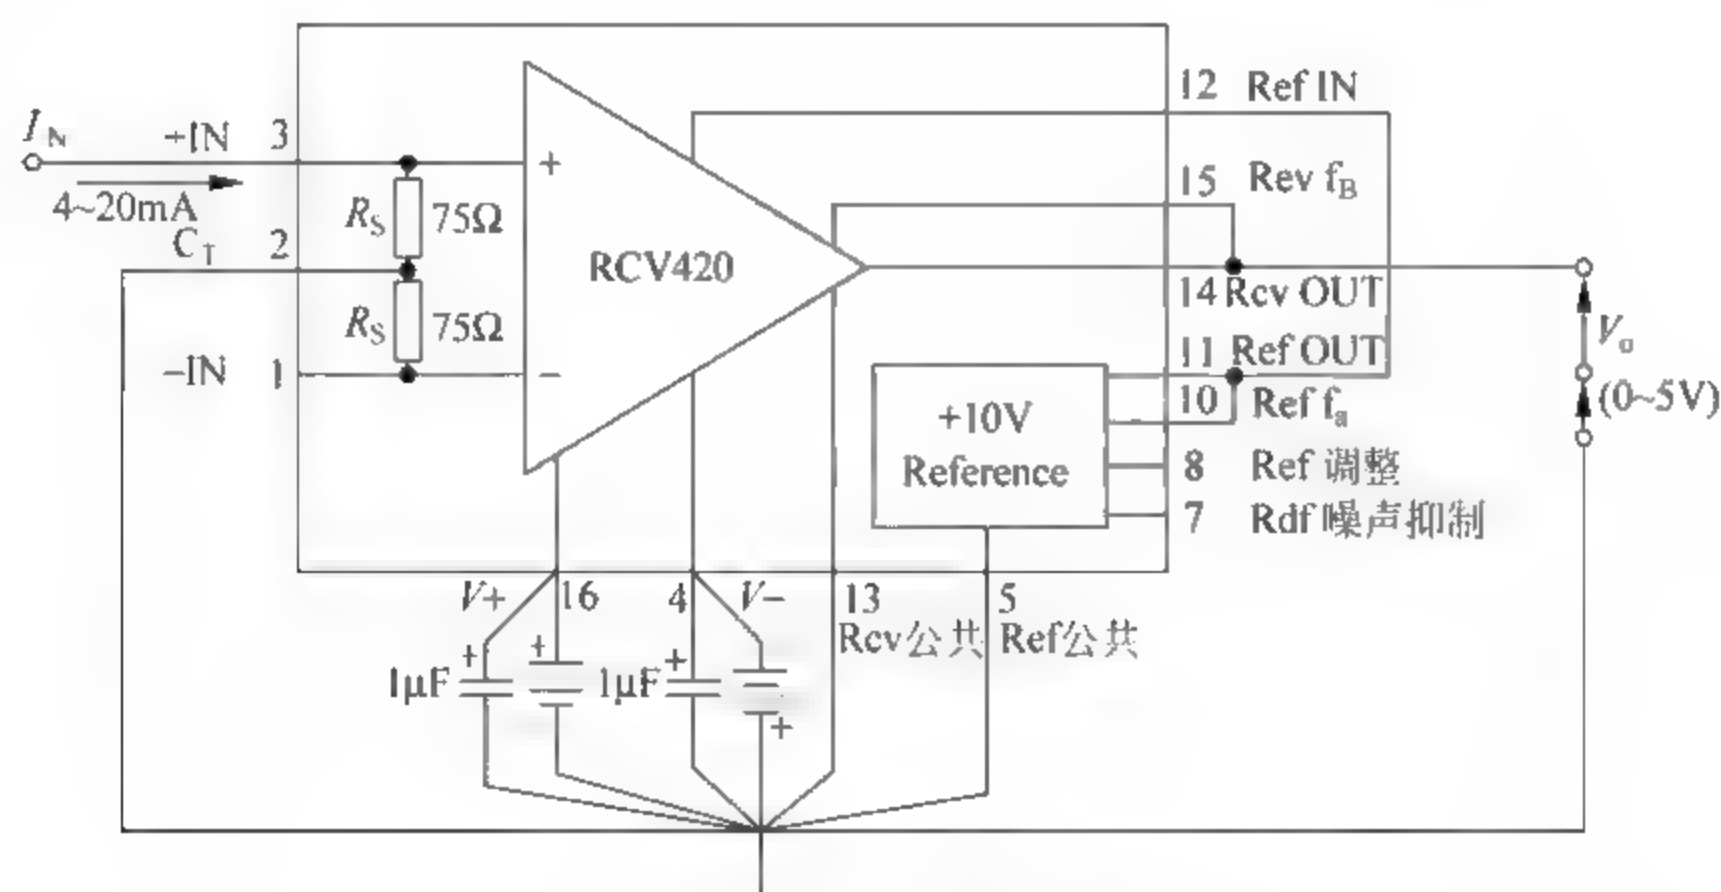 12 Ref IN
I_N +IN 3
4~20mA
+
15 Rev f_B
R_S 75Ω
C_T 2
RCV420
14 Rcv OUT
R_S 75Ω
V_o
11 Ref OUT
-IN 1
−
10 Ref f_a
(0~5V)
+10V
Reference
8 Ref 调整
7 Rdf 噪声抑制
V+ 16 4 V− 13 5
Rcv公共 Ref公共
+ + +
1μF 1μF
+